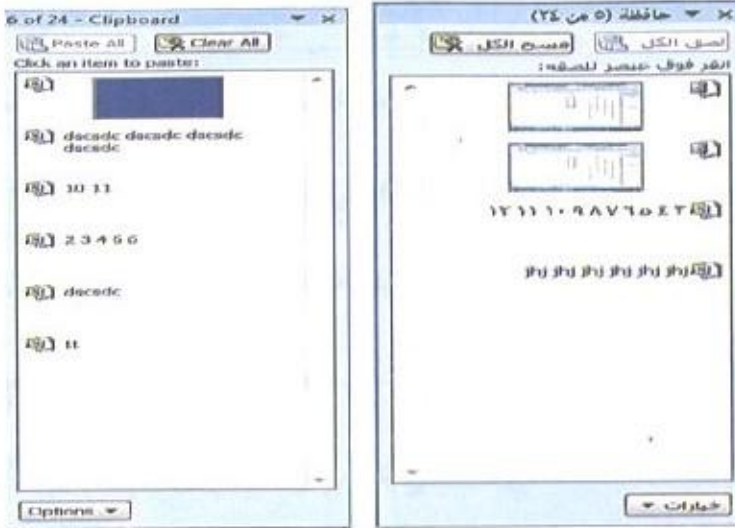 6 of 24 - Clipboard
Paste All Clear All
Click an item to paste:
dacsdc dacsdc dacsdc
dacsdc
10 11
2 3 4 5 6
dacsdc
tt
Options
حافظة (٥ من ٢٤)
لصق الكل مسح الكل
انقر فوق عنصر للصقه:
٢ ٣ ٤ ٥ ٦ ٧ ٨ ٩ ١٠ ١١ ١٢
jhj jhj jhj jhj jhj jhj
خيارات